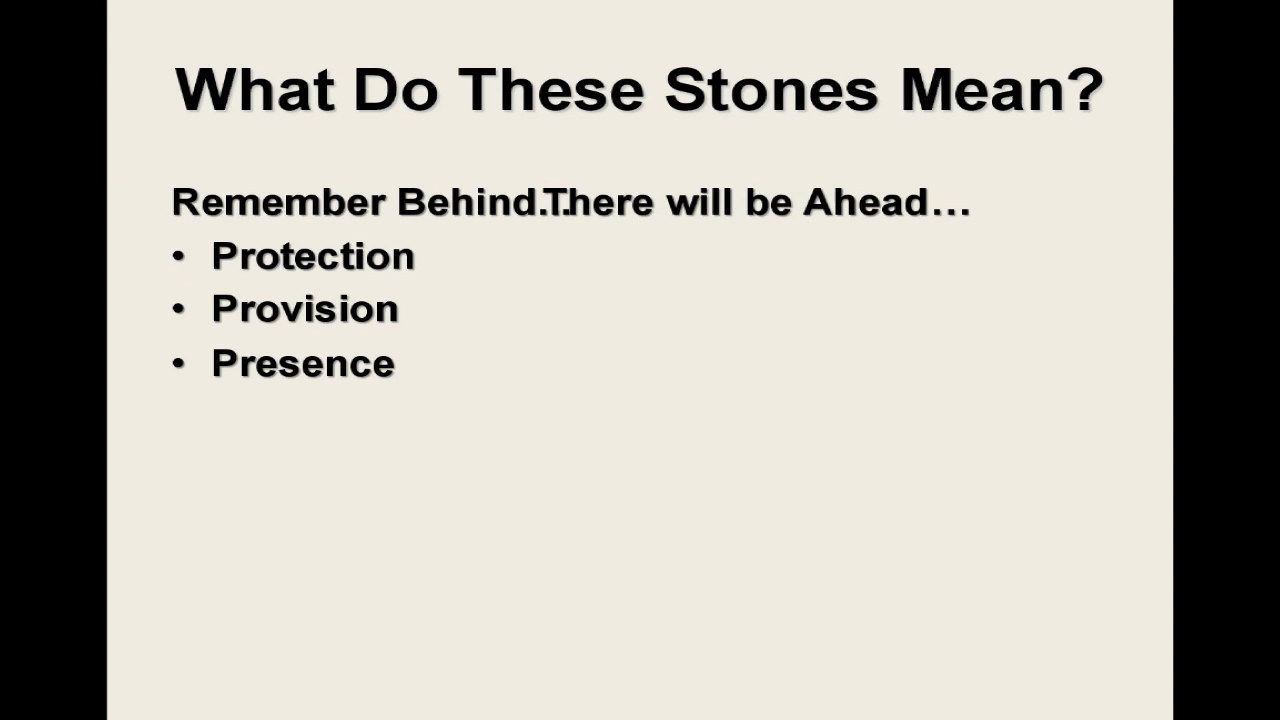 What Do These Stones Mean?
Remember Behind...There will be Ahead…
• Protection
• Provision
• Presence